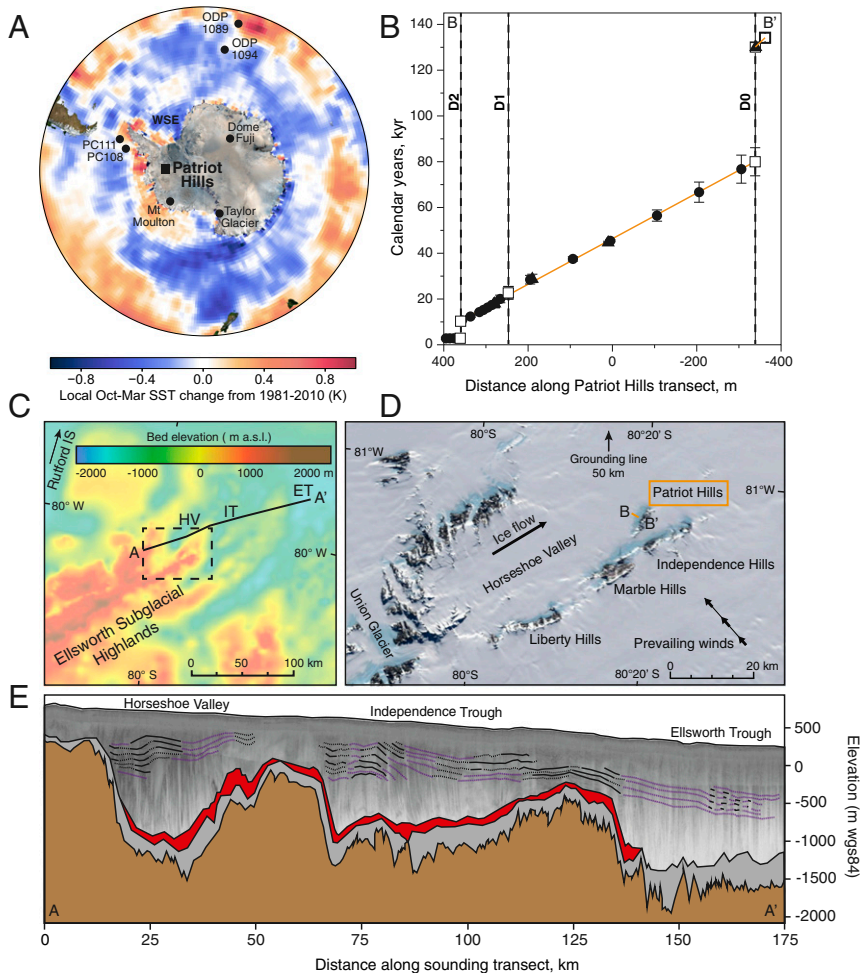 A
ODP
1089
ODP
1094
WSE
PC111
PC108
Dome
Fuji
Patriot
Hills
Mt
Moulton
Taylor
Glacier
−0.8 −0.4 0.0 0.4 0.8
Local Oct-Mar SST change from 1981-2010 (K)
B
B B'
D2
D1
D0
Calendar years, kyr
140
120
100
80
60
40
20
0
400 300 200 100 0 -100 -200 -300 -400
Distance along Patriot Hills transect, m
C
Rutford IS
Bed elevation ( m a.s.l.)
-2000 -1000 0 1000 2000 m
80° W
ET
A'
IT
HV
A
80° W
Ellsworth Subglacial
Highlands
0 50 100 km
80° S
D
81°W
80°S
80°20' S
Grounding line
50 km
81°W
Patriot Hills
B
B'
Ice flow
Horseshoe Valley
Independence Hills
Marble Hills
Union Glacier
Liberty Hills
Prevailing winds
0 20 km
80°S
80°20' S
E
Horseshoe Valley
Independence Trough
Ellsworth Trough
500
0
-500
-1000
-1500
-2000
Elevation (m wgs84)
A A'
0 25 50 75 100 125 150 175
Distance along sounding transect, km